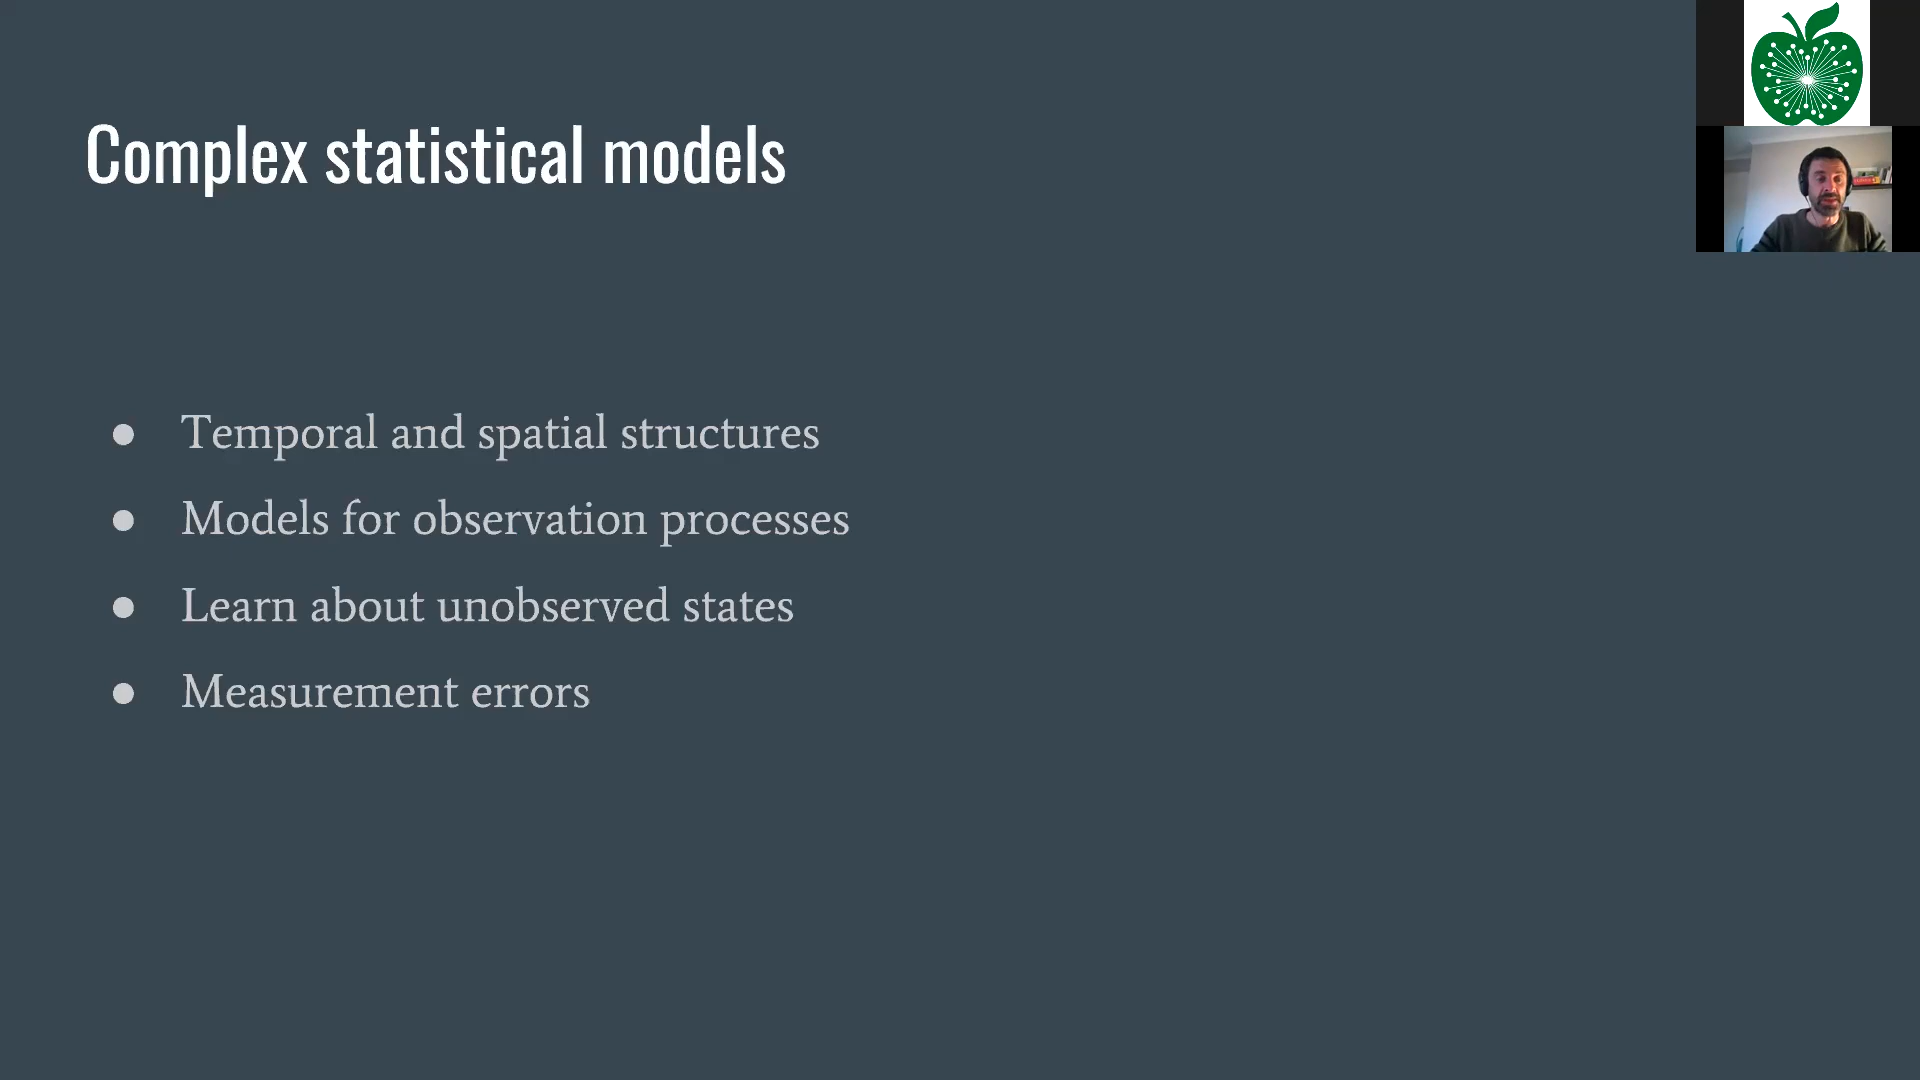 Complex statistical models
● Temporal and spatial structures
● Models for observation processes
● Learn about unobserved states
● Measurement errors